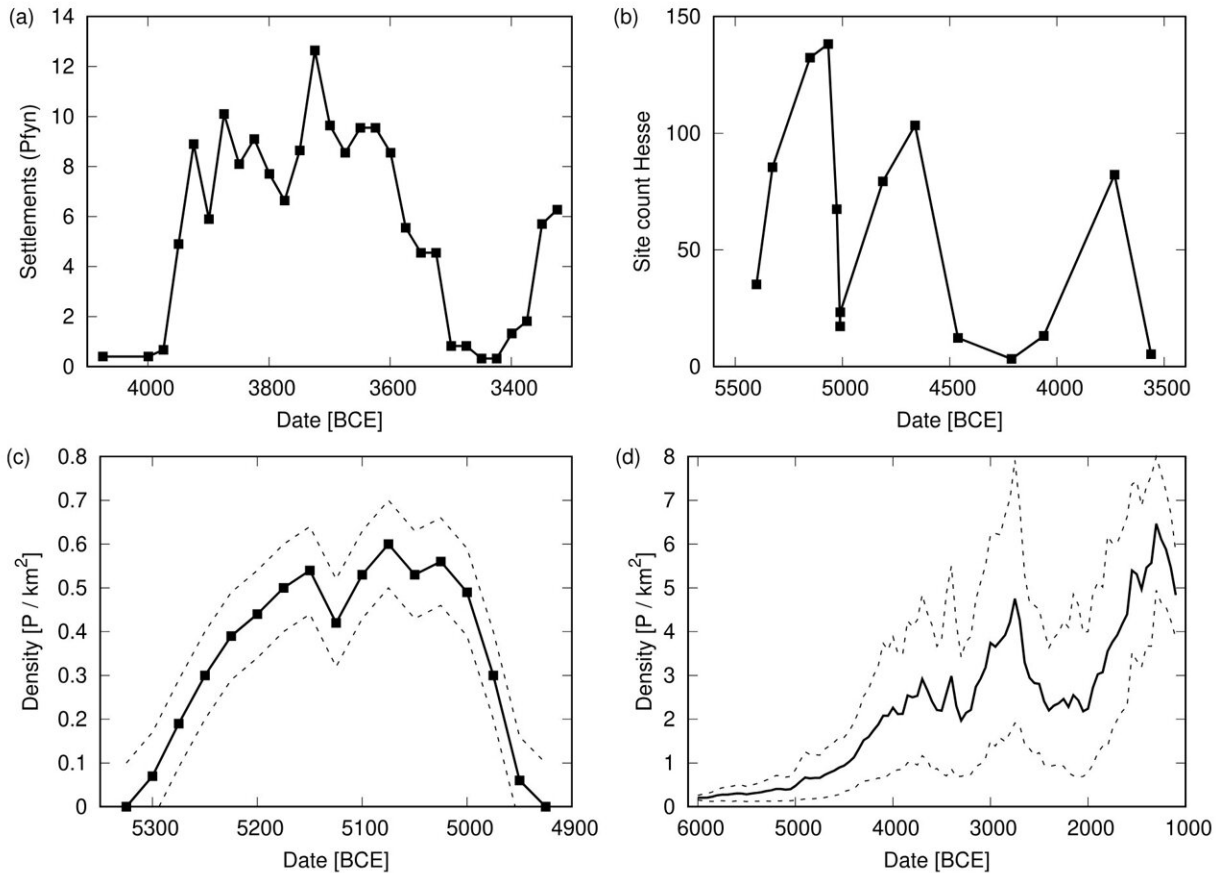 (a)
14
12
10
8
6
4
2
0
Settlements (Pfyn)
4000 3800 3600 3400
Date [BCE]
(b)
150
100
50
0
Site count Hesse
5500 5000 4500 4000 3500
Date [BCE]
(c)
0.8
0.7
0.6
0.5
0.4
0.3
0.2
0.1
0
Density [P / km²]
5300 5200 5100 5000 4900
Date [BCE]
(d)
8
7
6
5
4
3
2
1
0
Density [P / km²]
6000 5000 4000 3000 2000 1000
Date [BCE]